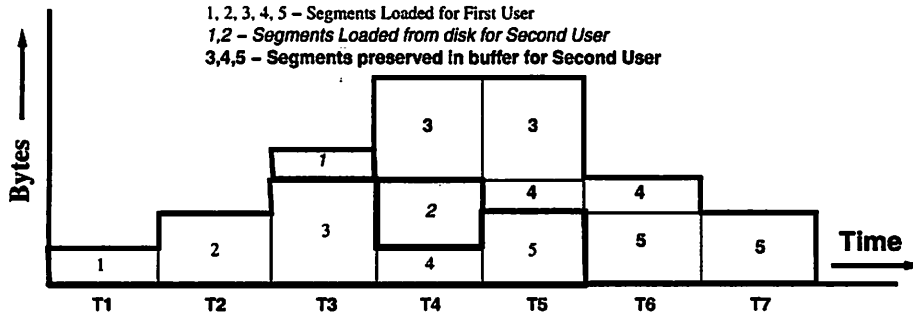 1, 2, 3, 4, 5 – Segments Loaded for First User
1,2 – Segments Loaded from disk for Second User
3,4,5 – Segments preserved in buffer for Second User
Bytes
3 3
1
4 4
2
3
2 5 5 5
1 4
Time
T1 T2 T3 T4 T5 T6 T7